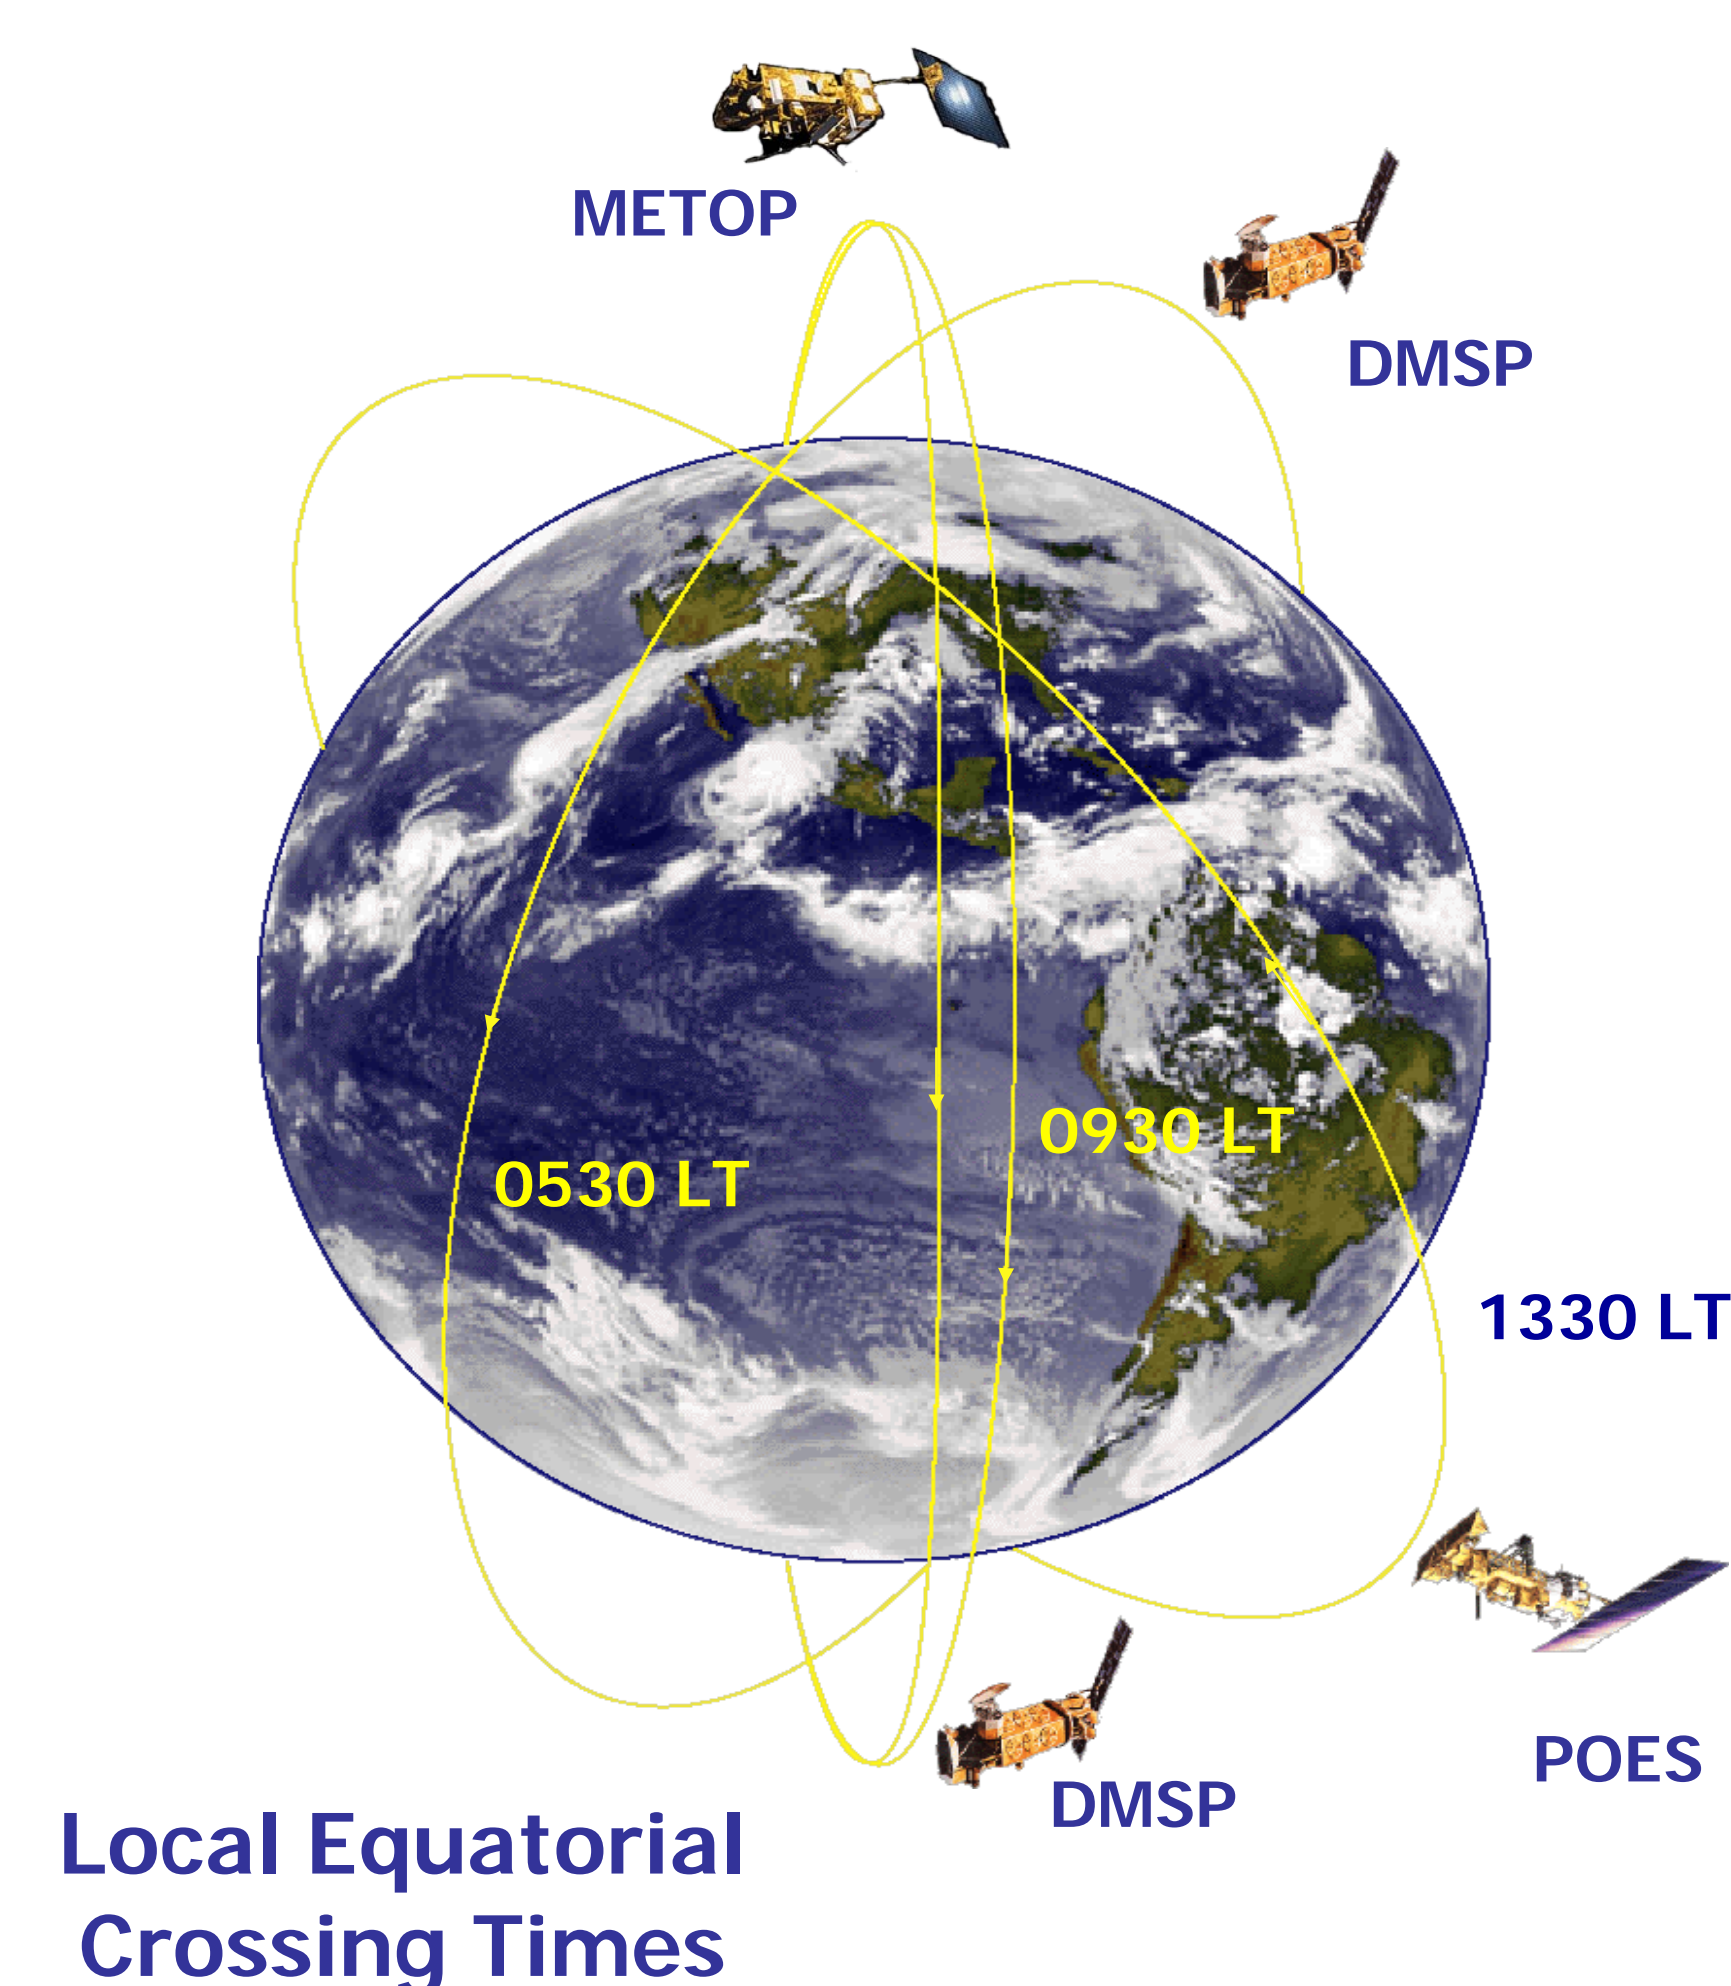 METOP
DMSP
0930 LT
0530 LT
1330 LT
POES
DMSP
Local Equatorial
Crossing Times